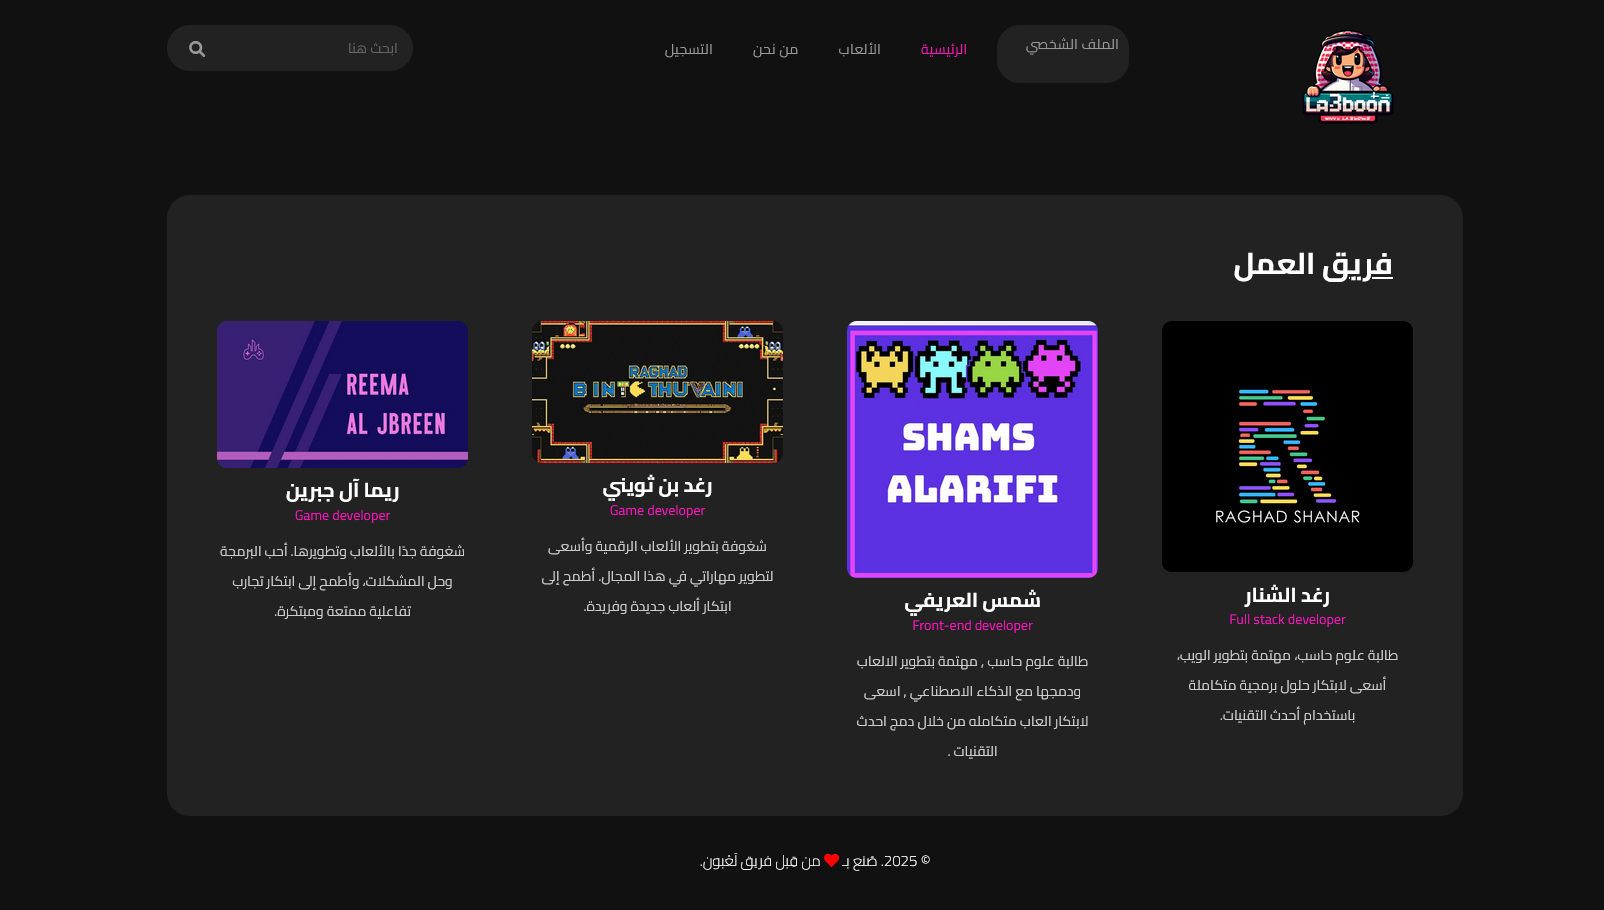 La3boon
الملف الشخصي
الرئيسية
الألعاب
من نحن
التسجيل
ابحث هنا
فريق العمل
RAGHAD SHANAR
رغد الشنار
Full stack developer
طالبة علوم حاسب، مهتمة بتطوير الويب،
أسعى لابتكار حلول برمجية متكاملة
باستخدام أحدث التقنيات.
SHAMS
ALARIFI
شمس العريفي
Front-end developer
طالبة علوم حاسب , مهتمة بتطوير الالعاب
ودمجها مع الذكاء الاصطناعي , اسعى
لابتكار العاب متكامله من خلال دمج احدث
التقنيات .
RAGHAD
BINTHUVAINI
رغد بن ثويني
Game developer
شغوفة بتطوير الألعاب الرقمية وأسعى
لتطوير مهاراتي في هذا المجال. أطمح إلى
ابتكار ألعاب جديدة وفريدة.
REEMA
AL JBREEN
ريما آل جبرين
Game developer
شغوفة جدًا بالألعاب وتطويرها. أحب البرمجة
وحل المشكلات، وأطمح إلى ابتكار تجارب
تفاعلية ممتعة ومبتكرة.
© 2025. صُنع بـ ❤ من قبل فريق لَعّبون.